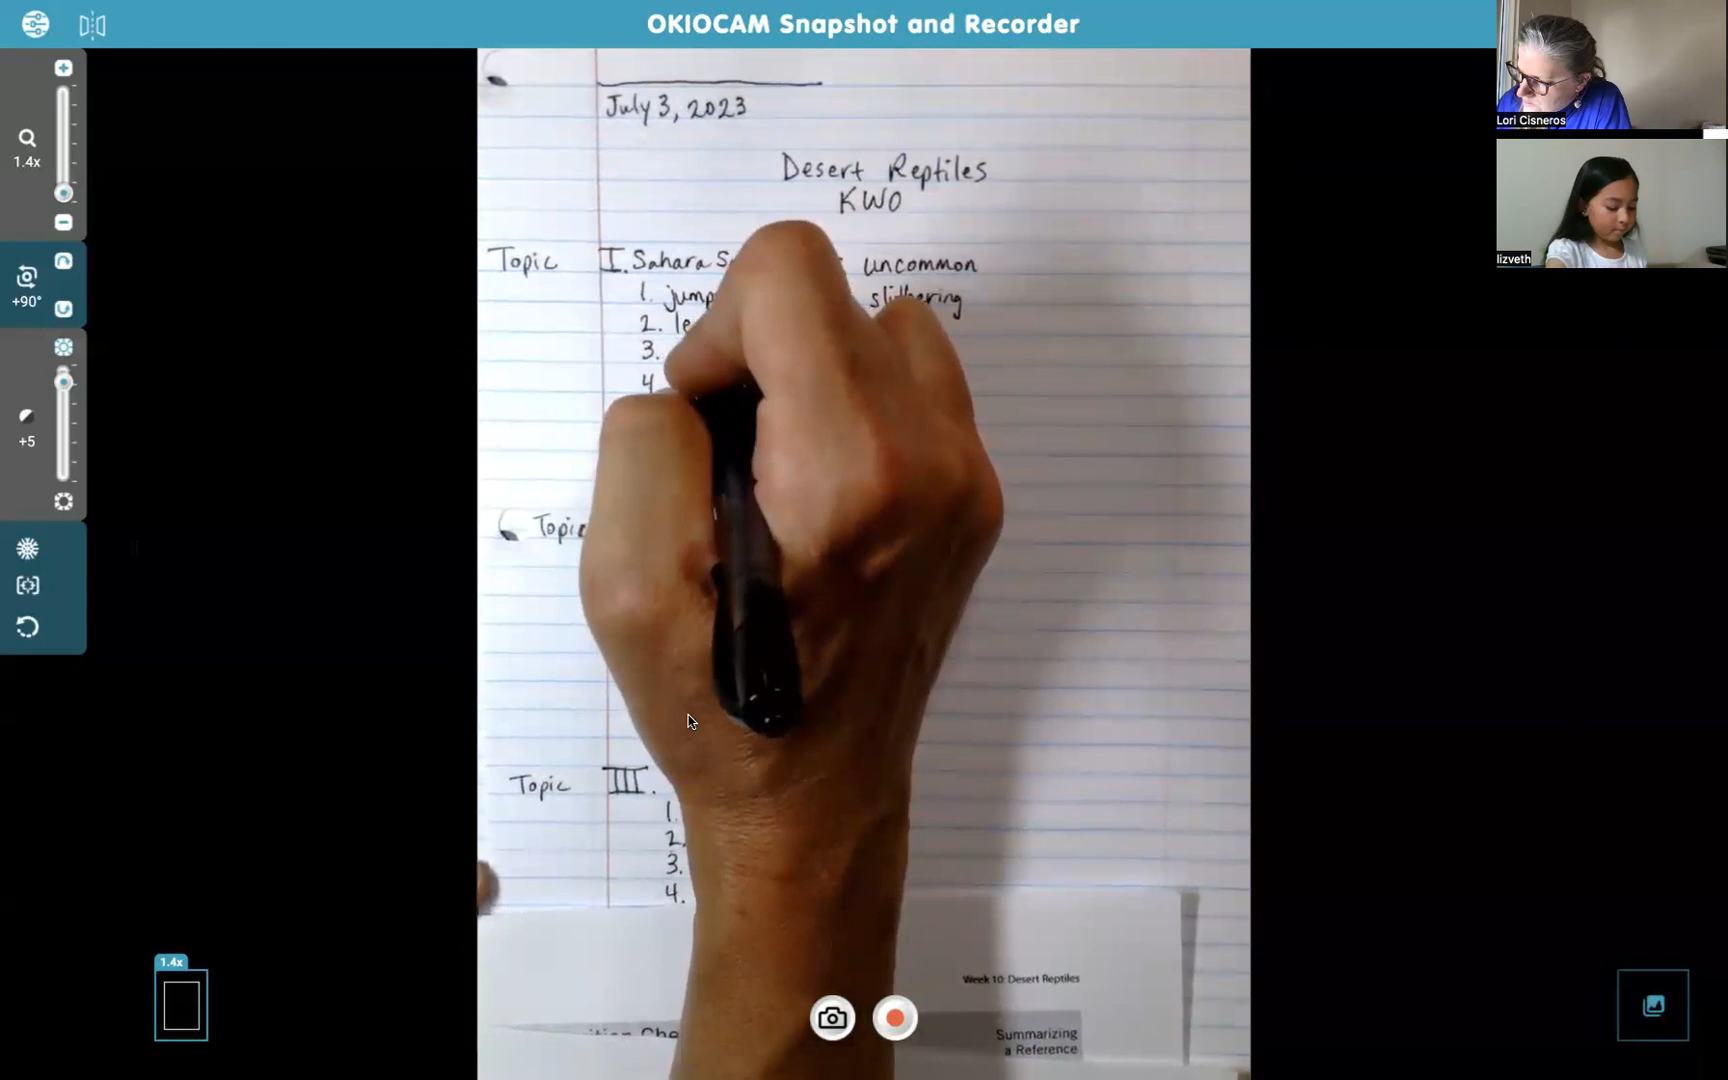 OKIOCAM Snapshot and Recorder
1.4x
+90°
+5
Lori Cisneros
lizveth
July 3, 2023
Desert Reptiles
KWO
Topic I. Sahara uncommon
1. slithering
2.
3.
4
Topic
Topic III.
1.
2.
3.
4.
Week 10: Desert Reptiles
Summarizing
a Reference
1.4x